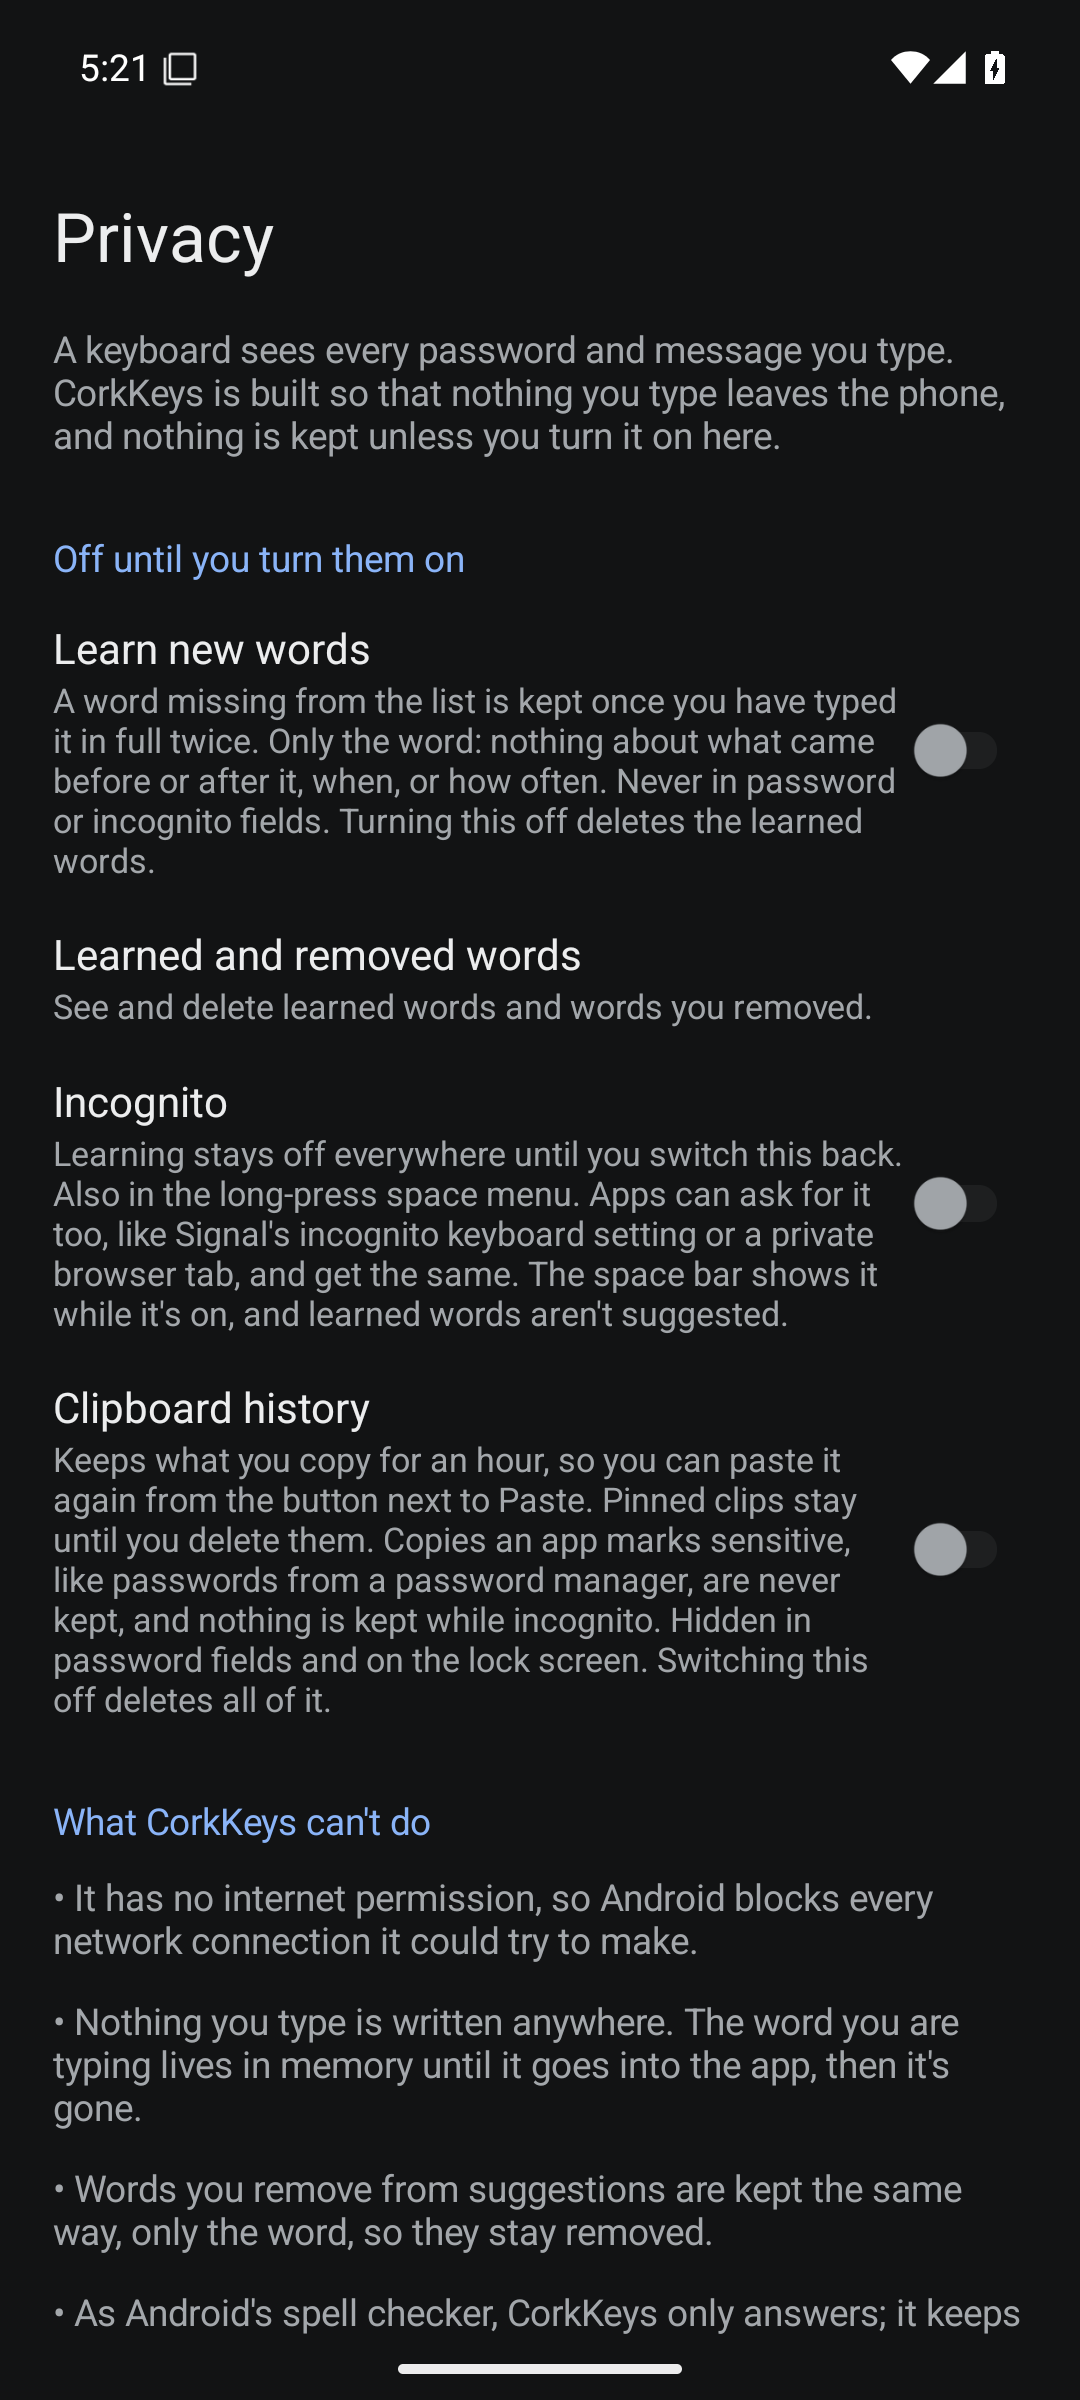 5:21
Privacy
A keyboard sees every password and message you type.
CorkKeys is built so that nothing you type leaves the phone,
and nothing is kept unless you turn it on here.
Off until you turn them on
Learn new words
A word missing from the list is kept once you have typed
it in full twice. Only the word: nothing about what came
before or after it, when, or how often. Never in password
or incognito fields. Turning this off deletes the learned
words.
Learned and removed words
See and delete learned words and words you removed.
Incognito
Learning stays off everywhere until you switch this back.
Also in the long-press space menu. Apps can ask for it
too, like Signal's incognito keyboard setting or a private
browser tab, and get the same. The space bar shows it
while it's on, and learned words aren't suggested.
Clipboard history
Keeps what you copy for an hour, so you can paste it
again from the button next to Paste. Pinned clips stay
until you delete them. Copies an app marks sensitive,
like passwords from a password manager, are never
kept, and nothing is kept while incognito. Hidden in
password fields and on the lock screen. Switching this
off deletes all of it.
What CorkKeys can't do
• It has no internet permission, so Android blocks every
network connection it could try to make.
• Nothing you type is written anywhere. The word you are
typing lives in memory until it goes into the app, then it's
gone.
• Words you remove from suggestions are kept the same
way, only the word, so they stay removed.
• As Android's spell checker, CorkKeys only answers; it keeps